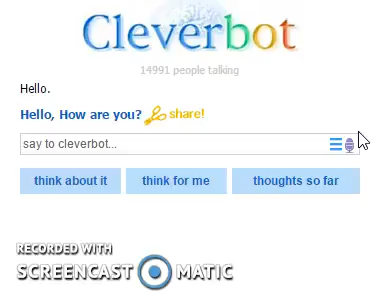 Cleverbot
14991 people talking
Hello.
Hello, How are you? share!
say to cleverbot...
think about it think for me thoughts so far
RECORDED WITH
SCREENCAST MATIC